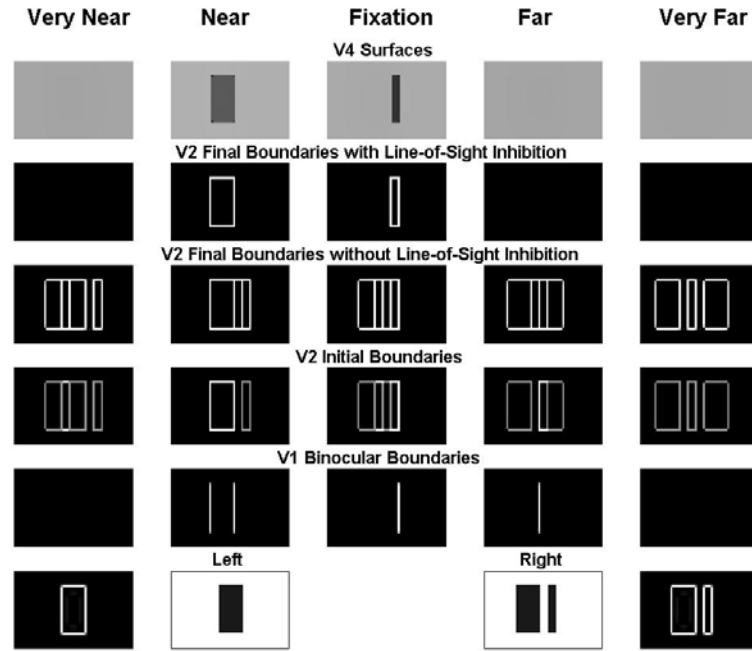 Very Near Near Fixation Far Very Far
V4 Surfaces
V2 Final Boundaries with Line-of-Sight Inhibition
V2 Final Boundaries without Line-of-Sight Inhibition
V2 Initial Boundaries
V1 Binocular Boundaries
Left Right